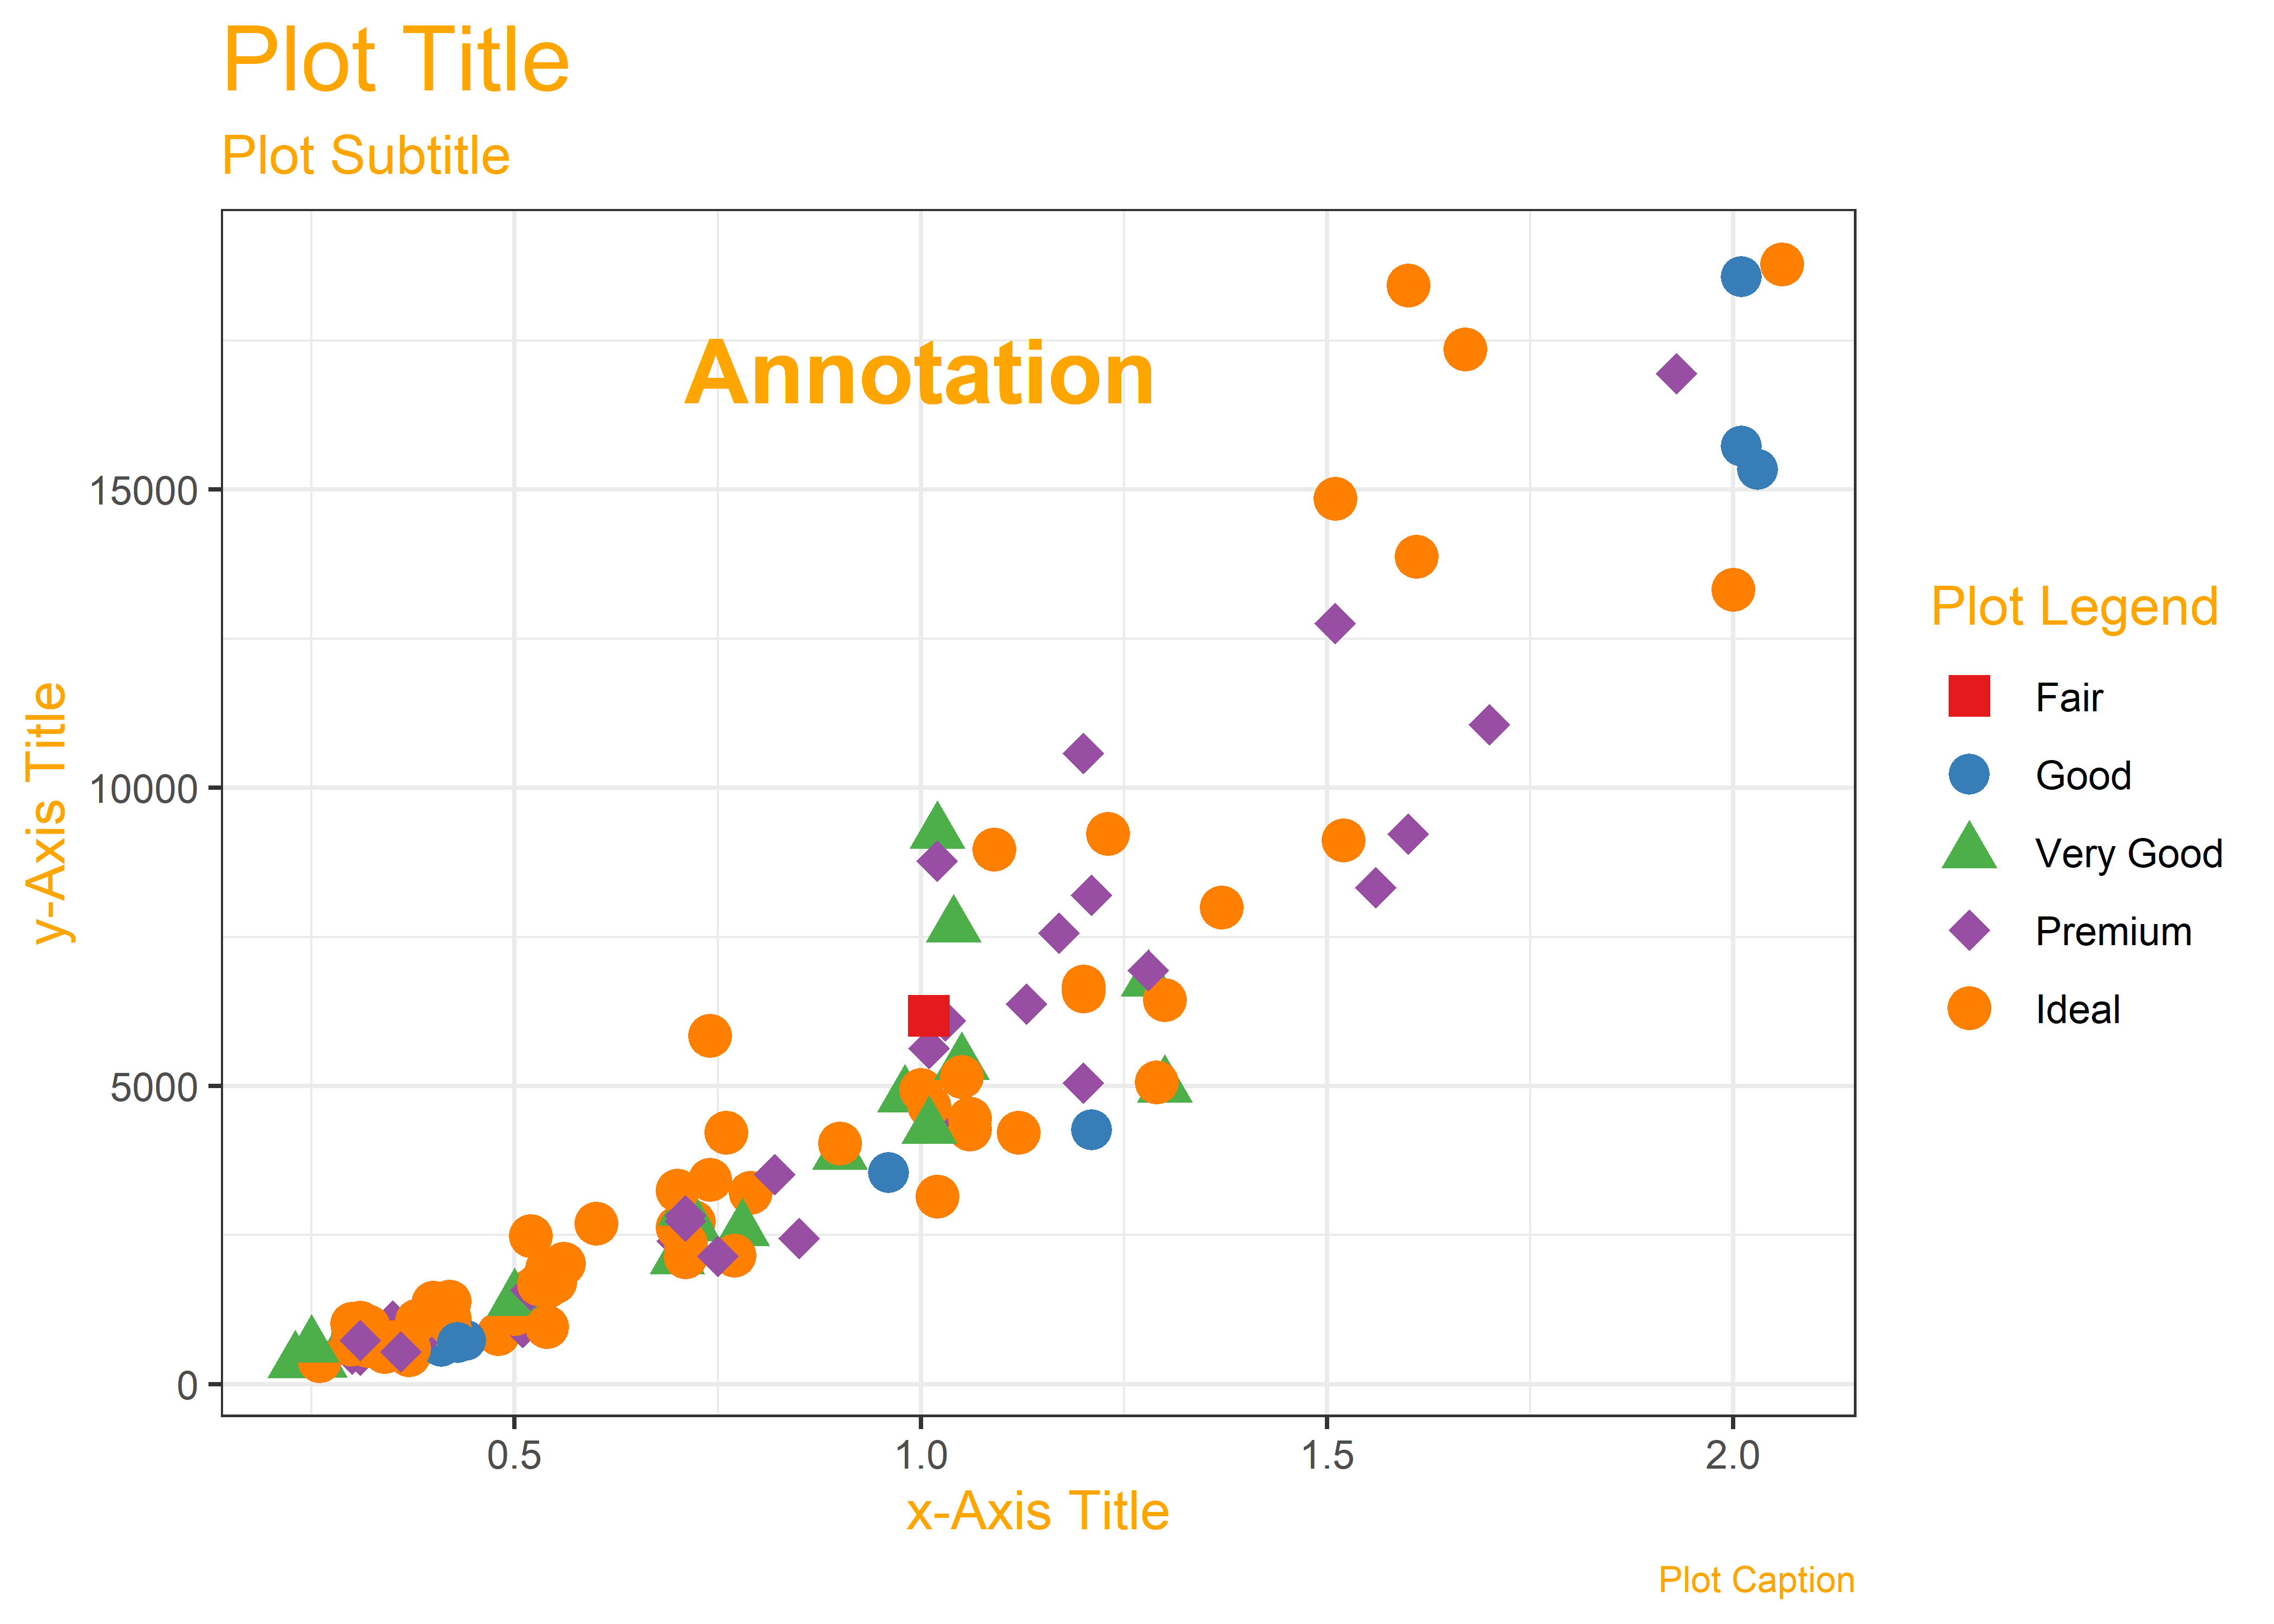 Plot Title
Plot Subtitle
Annotation
y-Axis Title
15000
10000
5000
0
0.5 1.0 1.5 2.0
x-Axis Title
Plot Legend
Fair
Good
Very Good
Premium
Ideal
Plot Caption